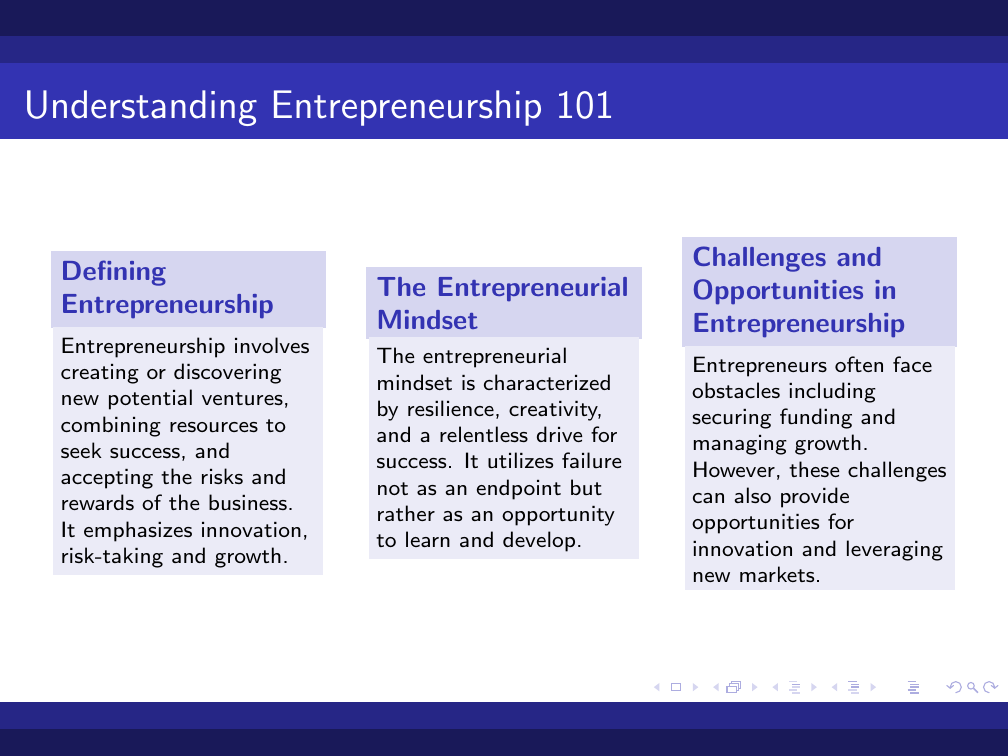 Understanding Entrepreneurship 101
Defining
Entrepreneurship
Entrepreneurship involves
creating or discovering
new potential ventures,
combining resources to
seek success, and
accepting the risks and
rewards of the business.
It emphasizes innovation,
risk-taking and growth.
The Entrepreneurial
Mindset
The entrepreneurial
mindset is characterized
by resilience, creativity,
and a relentless drive for
success. It utilizes failure
not as an endpoint but
rather as an opportunity
to learn and develop.
Challenges and
Opportunities in
Entrepreneurship
Entrepreneurs often face
obstacles including
securing funding and
managing growth.
However, these challenges
can also provide
opportunities for
innovation and leveraging
new markets.